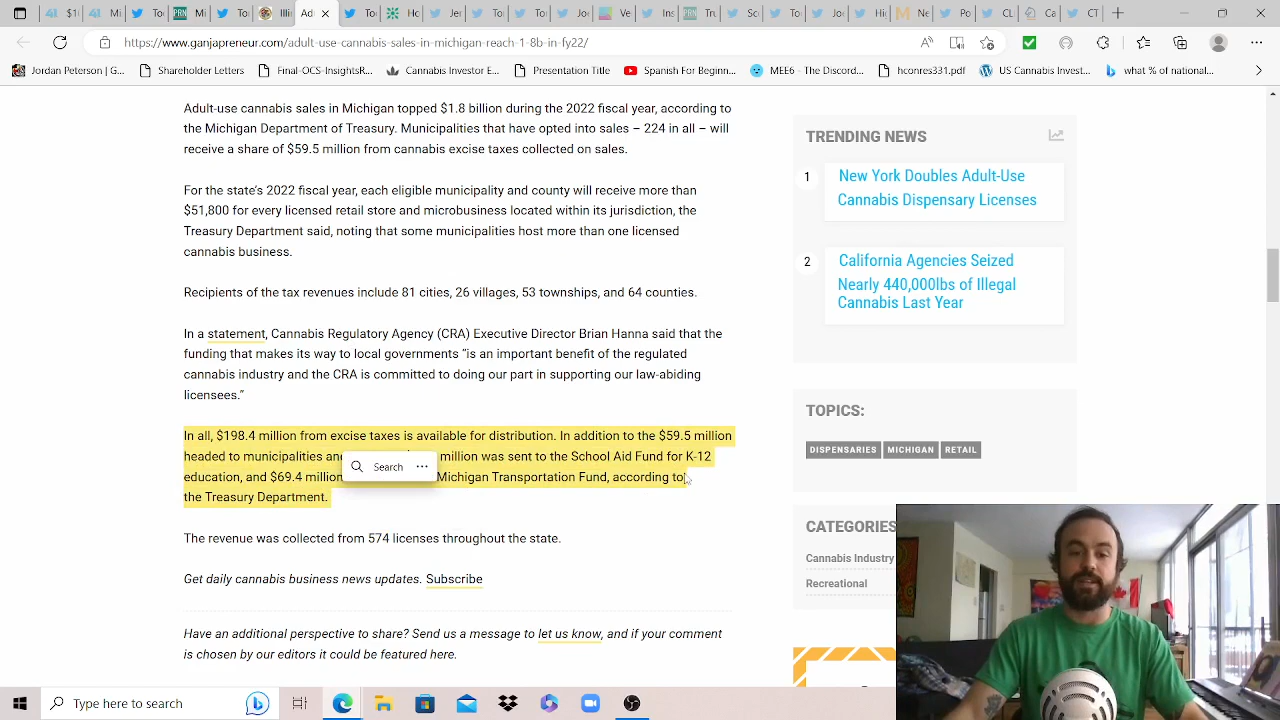 https://www.ganjapreneur.com/adult-use-cannabis-sales-in-michigan-reach-1-8b-in-fy22/
Jordan Peterson | G...
Shareholder Letters
Final-OCS-InsightsR...
Cannabis Investor F...
Portfolio - Google...
Spanish for Beginn...
MEE6
Discord
Adult-use cannabis sales in Michigan topped $1.8 billion during the 2022 fiscal year, according to
the Michigan Department of Treasury. Municipalities that have opted into sales – 224 in all – will
receive a share of $59.5 million from cannabis excise taxes collected on sales.
For the state's 2022 fiscal year, each eligible municipality and county will receive more than
$51,800 for every licensed retail store and microbusiness located within its jurisdiction, the
Treasury Department said, noting that some municipalities host more than one licensed
cannabis business.
Recipients of the tax revenues include 81 cities, 26 villages, 53 townships, and 64 counties.
In a statement, Cannabis Regulatory Agency (CRA) Executive Director Brian Hanna said that the
funding that makes its way to local governments “is an important benefit of the regulated
cannabis industry and the CRA is committed to doing our part in supporting our law-abiding
licensees.”
In all, $198.4 million from excise taxes is available for distribution. In addition to the $59.5 million
headed to municipalities and million was sent to the School Aid Fund for K-12
education, and $69.4 million Michigan Transportation Fund, according to
the Treasury Department.
Search
The revenue was collected from 574 licenses throughout the state.
Get daily cannabis business news updates. Subscribe
Have an additional perspective to share? Send us a message to let us know, and if your comment
is chosen by our editors it could be featured here.
TRENDING NEWS
1
New York Doubles Adult-Use
Cannabis Dispensary Licenses
2
California Agencies Seized
Nearly 440,000lbs of Illegal
Cannabis Last Year
TOPICS:
DISPENSARIES
MICHIGAN
RETAIL
CATEGORIES
Cannabis Industry
Recreational
Type here to search